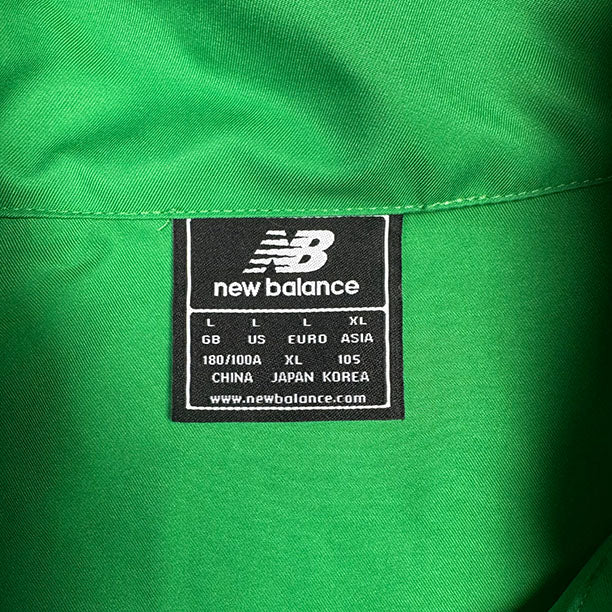 NB
new balance
L L L XL
GB US EURO ASIA
180/100A XL 105
CHINA JAPAN KOREA
www.newbalance.com